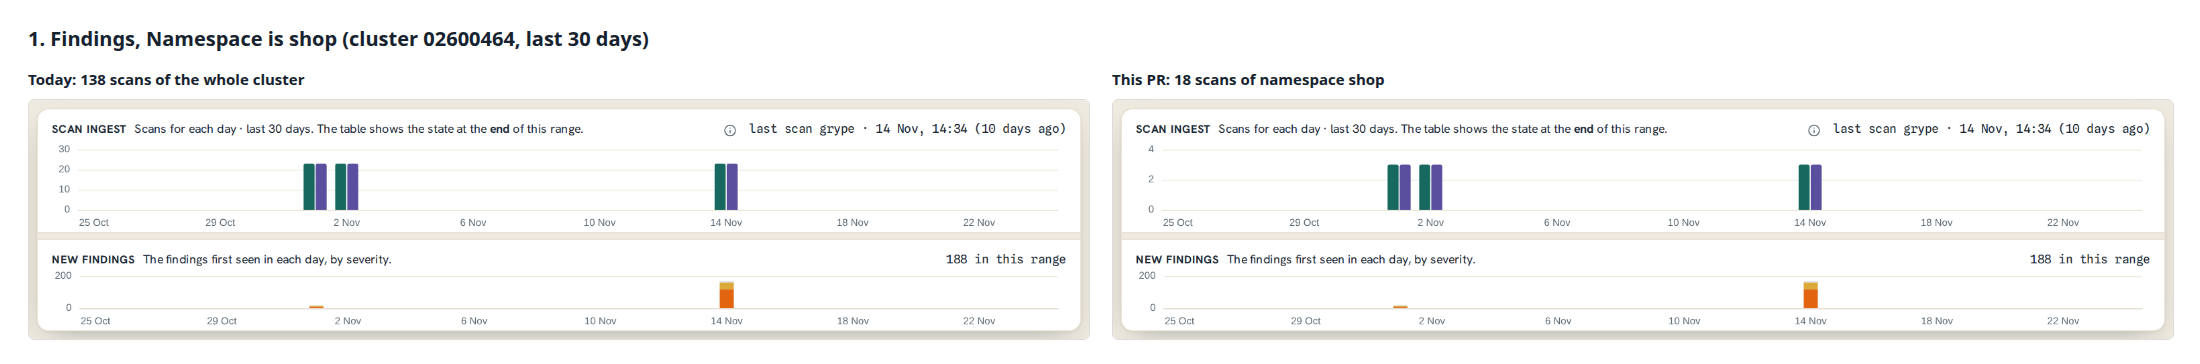 1. Findings, Namespace is shop (cluster 02600464, last 30 days)
Today: 138 scans of the whole cluster
SCAN INGEST Scans for each day · last 30 days. The table shows the state at the end of this range.
last scan grype · 14 Nov, 14:34 (10 days ago)
30
20
10
0
25 Oct 29 Oct 2 Nov 6 Nov 10 Nov 14 Nov 18 Nov 22 Nov
NEW FINDINGS The findings first seen in each day, by severity.
188 in this range
200
0
25 Oct 29 Oct 2 Nov 6 Nov 10 Nov 14 Nov 18 Nov 22 Nov
This PR: 18 scans of namespace shop
SCAN INGEST Scans for each day · last 30 days. The table shows the state at the end of this range.
last scan grype · 14 Nov, 14:34 (10 days ago)
4
2
0
25 Oct 29 Oct 2 Nov 6 Nov 10 Nov 14 Nov 18 Nov 22 Nov
NEW FINDINGS The findings first seen in each day, by severity.
188 in this range
200
0
25 Oct 29 Oct 2 Nov 6 Nov 10 Nov 14 Nov 18 Nov 22 Nov